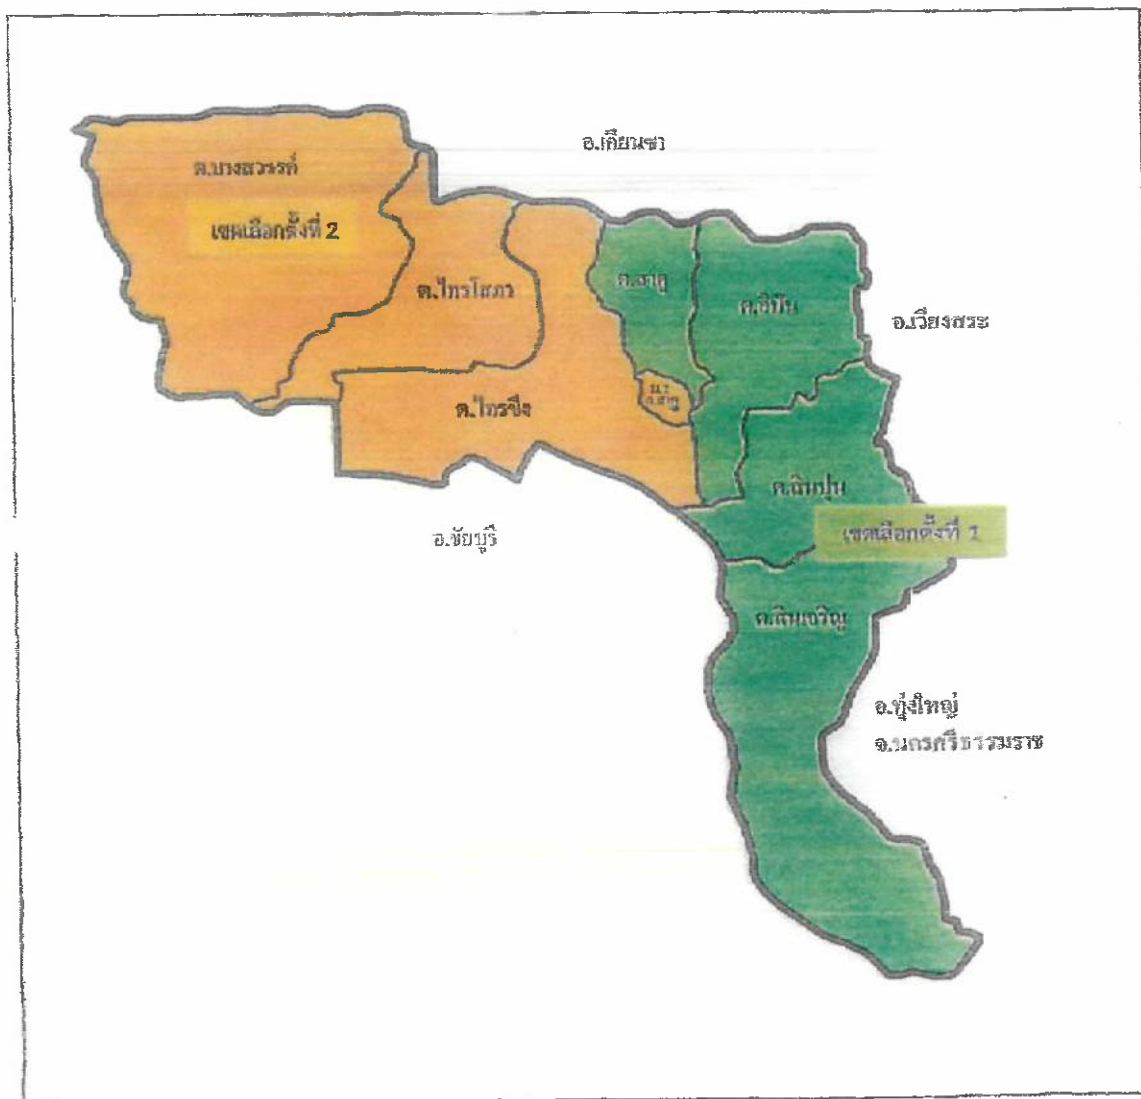 อ.เคียนซา
ต.บางสวรรค์
เขตเลือกตั้งที่ 2
ต.ไทรโสภา
ต.สาคู
ต.อิปัน
อ.เวียงสระ
ต.สาคู
ต.ไทรขึง
ต.สินปุน
เขตเลือกตั้งที่ 1
อ.ชัยบุรี
ต.สินเจริญ
อ.ทุ่งใหญ่
จ.นครศรีธรรมราช